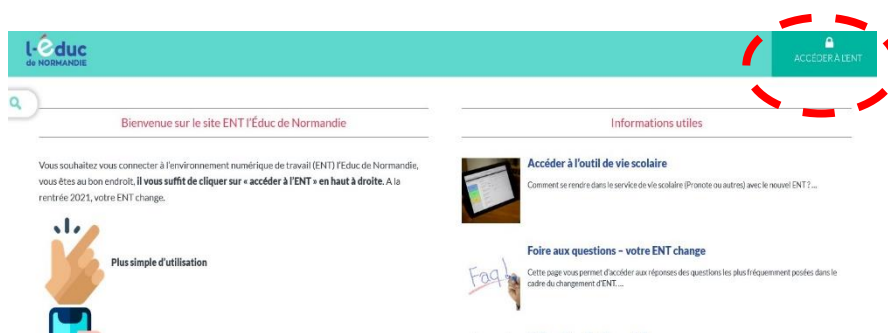 l-éduc
de NORMANDIE
ACCÉDER À L'ENT
Bienvenue sur le site ENT l'Éduc de Normandie
Vous souhaitez vous connecter à l'environnement numérique de travail (ENT) l'Educ de Normandie,
vous êtes au bon endroit, il vous suffit de cliquer sur « accéder à l'ENT » en haut à droite. A la
rentrée 2021, votre ENT change.
Plus simple d'utilisation
Informations utiles
Accéder à l'outil de vie scolaire
Comment se rendre dans le service de vie scolaire (Pronote ou autres) avec le nouvel ENT ? ...
Foire aux questions – votre ENT change
Faq!
Cette page vous permet d'accéder aux réponses des questions les plus fréquemment posées dans le
cadre du changement d'ENT. ...